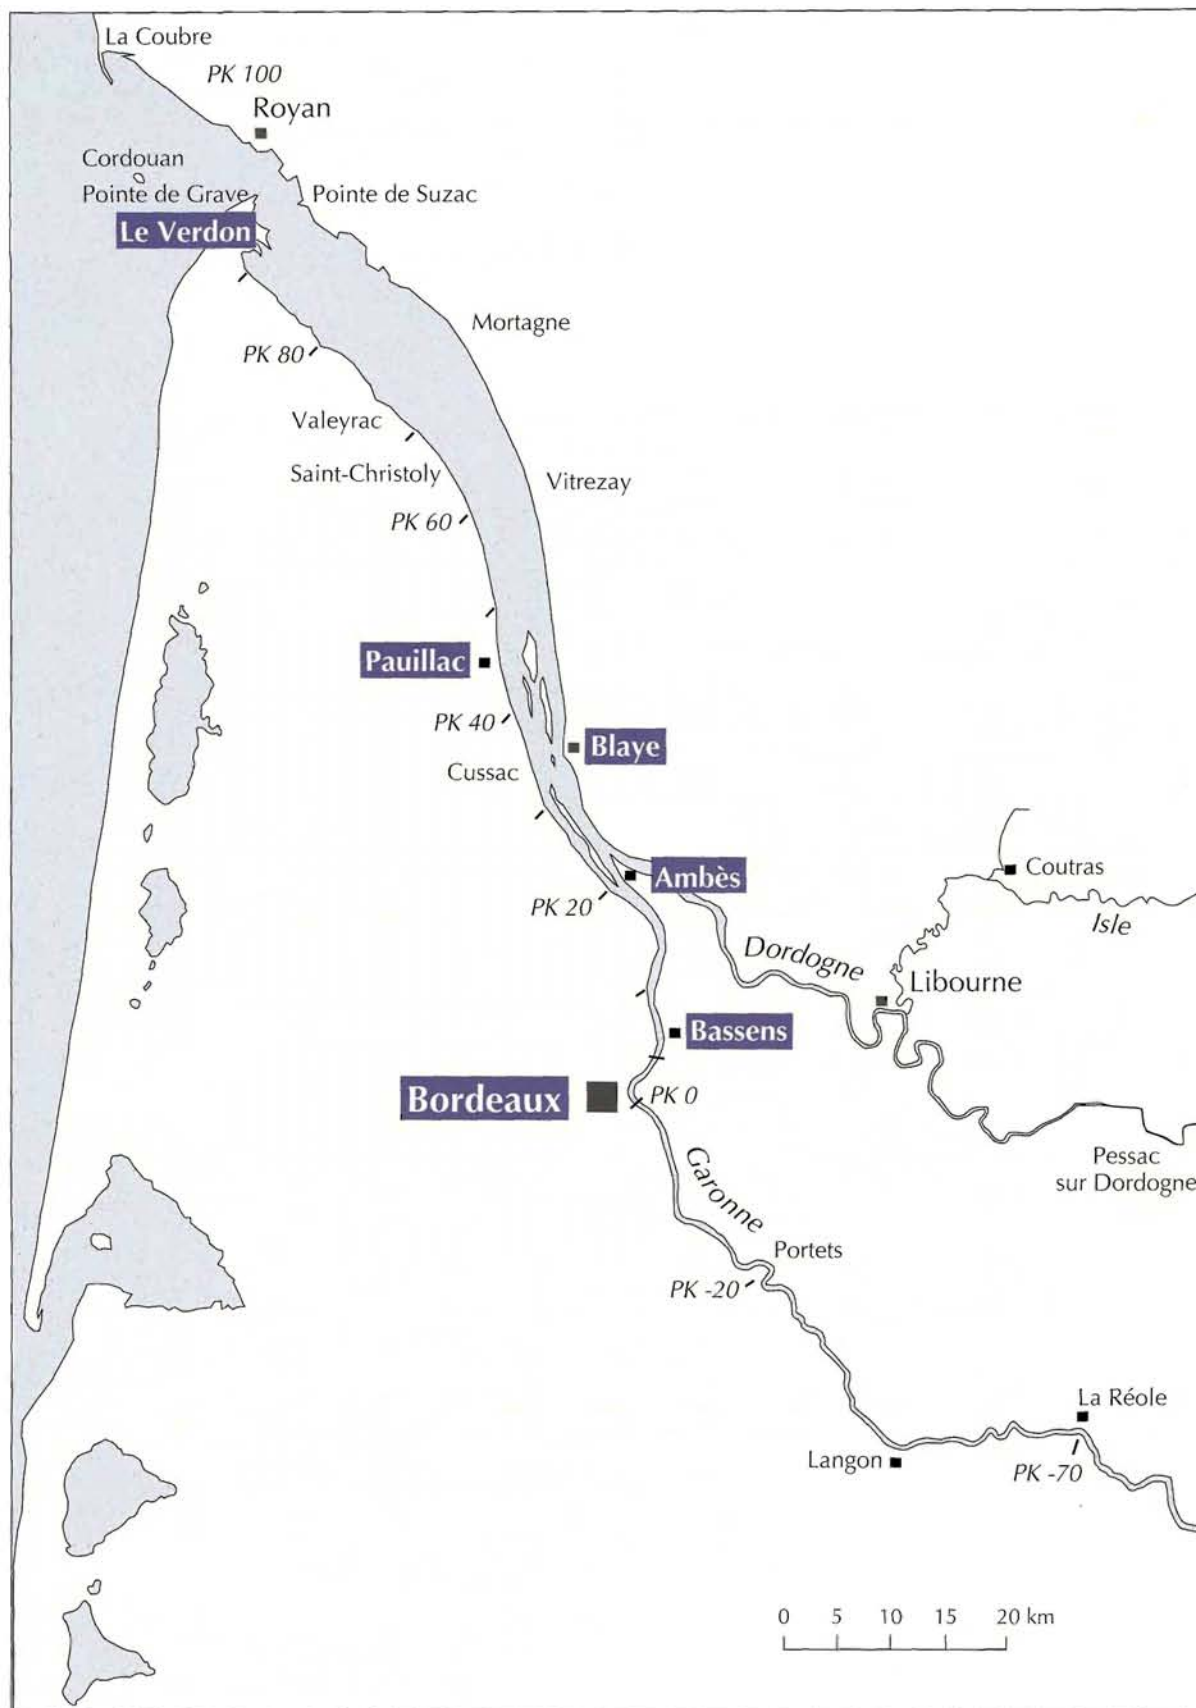 La Coubre
PK 100
Royan
Cordouan
Pointe de Grave
Pointe de Suzac
Le Verdon
Mortagne
PK 80
Valeyrac
Saint-Christoly
Vitrezay
PK 60
Pauillac
PK 40
Blaye
Cussac
Coutras
Ambès
PK 20
Isle
Dordogne
Libourne
Bassens
Bordeaux
PK 0
Pessac
sur Dordogne
Garonne
Portets
PK -20
La Réole
Langon
PK -70
0 5 10 15 20 km